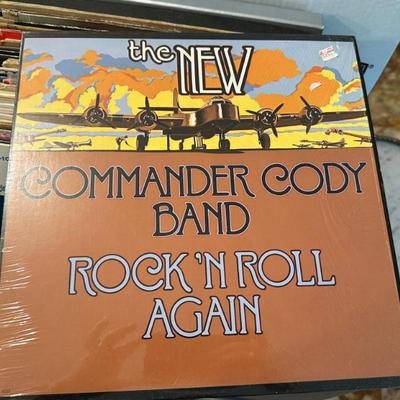 the NEW
COMMANDER CODY
BAND
ROCK 'N ROLL
AGAIN